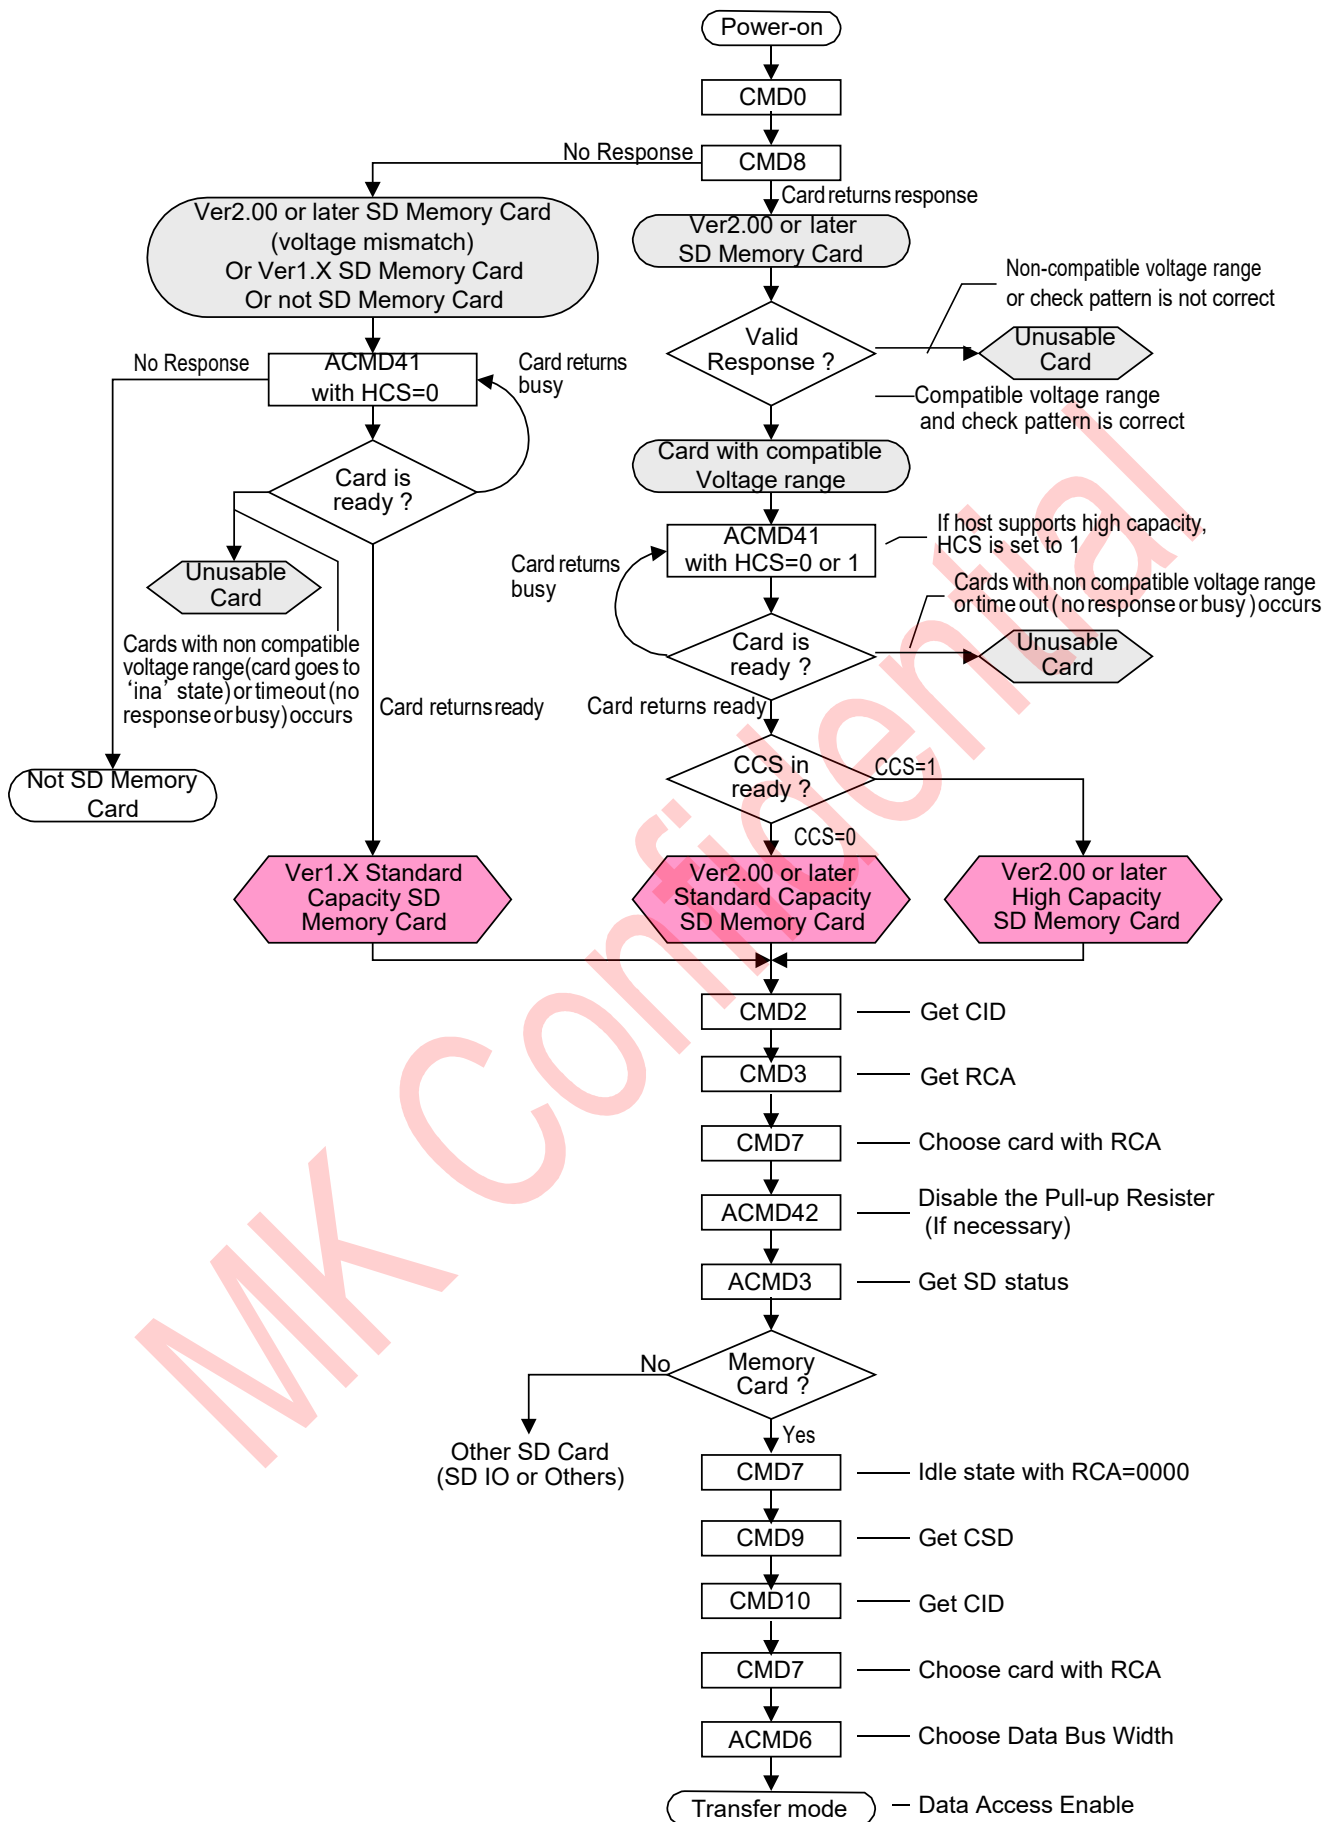 Power-on
CMD0
No Response
CMD8
Card returns response
Ver2.00 or later SD Memory Card
(voltage mismatch)
Or Ver1.X SD Memory Card
Or not SD Memory Card
Ver2.00 or later
SD Memory Card
Non-compatible voltage range
or check pattern is not correct
Valid
Response ?
Unusable
Card
No Response
ACMD41
with HCS=0
Card returns
busy
Compatible voltage range
and check pattern is correct
Card is
ready ?
Card with compatible
Voltage range
ACMD41
with HCS=0 or 1
If host supports high capacity,
HCS is set to 1
Card returns
busy
Unusable
Card
Cards with non compatible voltage range
or time out ( no response or busy ) occurs
Cards with non compatible
voltage range(card goes to
‘ina’ state) or timeout (no
response or busy) occurs
Card is
ready ?
Unusable
Card
Card returns ready
Card returns ready
CCS in
ready ?
CCS=1
Not SD Memory
Card
CCS=0
Ver1.X Standard
Capacity SD
Memory Card
Ver2.00 or later
Standard Capacity
SD Memory Card
Ver2.00 or later
High Capacity
SD Memory Card
CMD2
Get CID
CMD3
Get RCA
CMD7
Choose card with RCA
ACMD42
Disable the Pull-up Resister
(If necessary)
ACMD3
Get SD status
Memory
Card ?
No
Yes
Other SD Card
(SD IO or Others)
CMD7
Idle state with RCA=0000
CMD9
Get CSD
CMD10
Get CID
CMD7
Choose card with RCA
ACMD6
Choose Data Bus Width
Transfer mode
Data Access Enable
MK Confidential